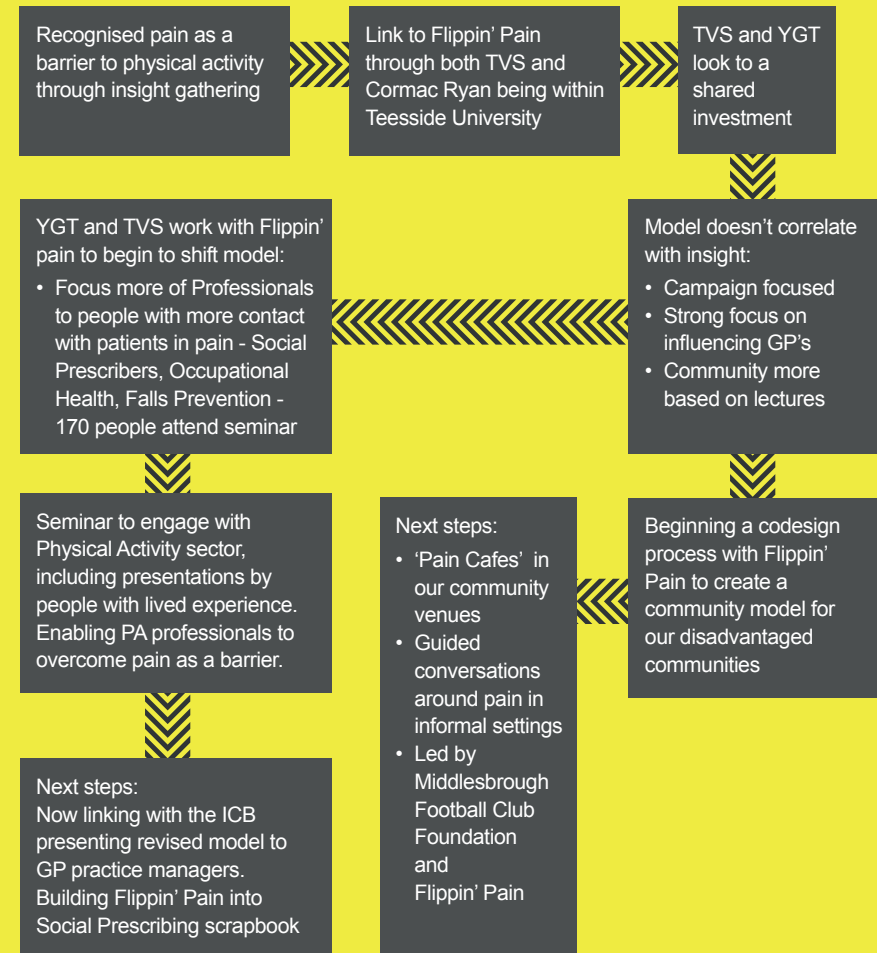 Recognised pain as a
barrier to physical activity
through insight gathering
Link to Flippin’ Pain
through both TVS and
Cormac Ryan being within
Teesside University
TVS and YGT
look to a
shared
investment
Model doesn’t correlate
with insight:
• Campaign focused
• Strong focus on
influencing GP’s
• Community more
based on lectures
YGT and TVS work with Flippin’
pain to begin to shift model:
• Focus more of Professionals
to people with more contact
with patients in pain - Social
Prescribers, Occupational
Health, Falls Prevention -
170 people attend seminar
Seminar to engage with
Physical Activity sector,
including presentations by
people with lived experience.
Enabling PA professionals to
overcome pain as a barrier.
Next steps:
Now linking with the ICB
presenting revised model to
GP practice managers.
Building Flippin’ Pain into
Social Prescribing scrapbook
Beginning a codesign
process with Flippin’
Pain to create a
community model for
our disadvantaged
communities
Next steps:
• ‘Pain Cafes’ in
our community
venues
• Guided
conversations
around pain in
informal settings
• Led by
Middlesbrough
Football Club
Foundation
and
Flippin’ Pain